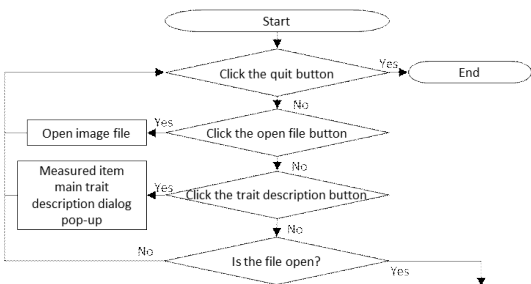 Start
Click the quit button
Yes
End
No
Yes
Open image file
Click the open file button
No
Measured item
main trait
description dialog
pop-up
Yes
Click the trait description button
No
No
Is the file open?
Yes